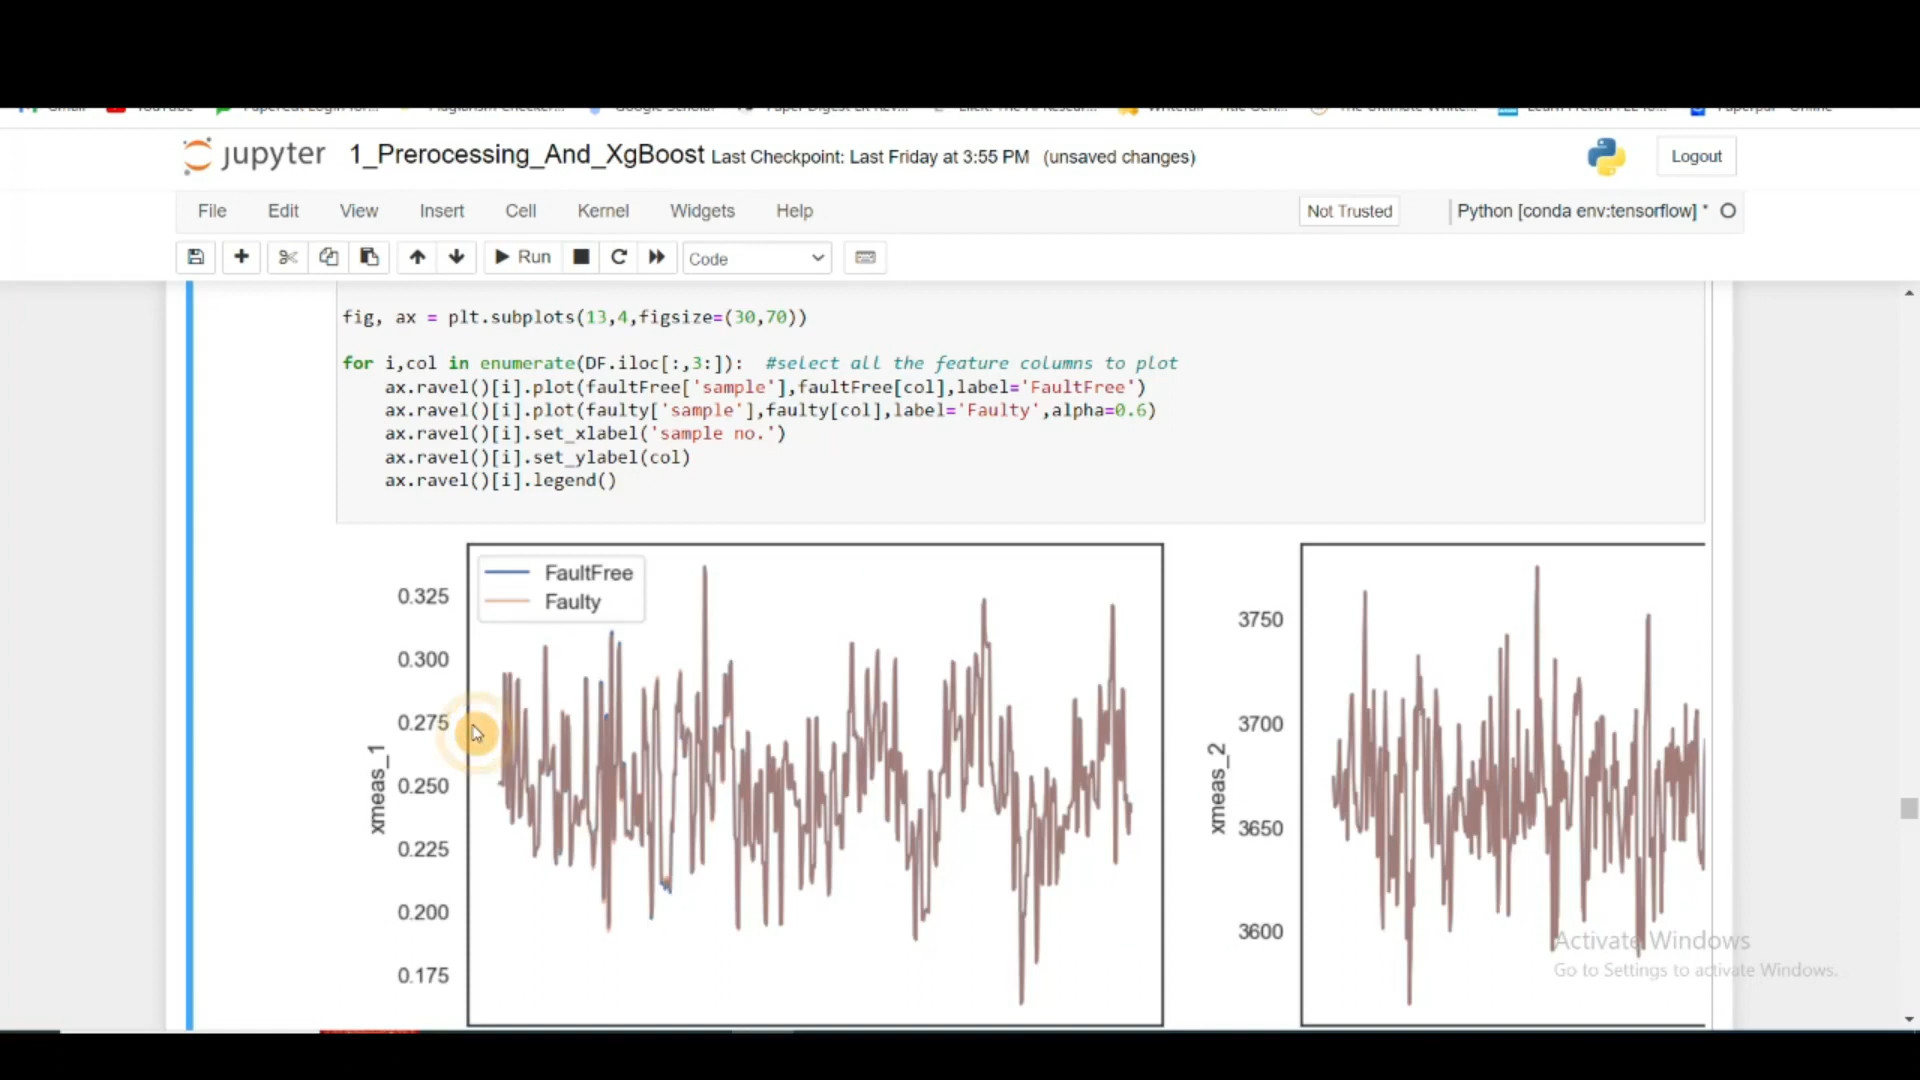 jupyter 1_Prerocessing_And_XgBoost Last Checkpoint: Last Friday at 3:55 PM (unsaved changes) Logout
File Edit View Insert Cell Kernel Widgets Help Not Trusted Python [conda env:tensorflow] *
Run Code
fig, ax = plt.subplots(13,4,figsize=(30,70))
for i,col in enumerate(DF.iloc[:,3:]): #select all the feature columns to plot
ax.ravel()[i].plot(faultFree['sample'],faultFree[col],label='FaultFree')
ax.ravel()[i].plot(faulty['sample'],faulty[col],label='Faulty',alpha=0.6)
ax.ravel()[i].set_xlabel('sample no.')
ax.ravel()[i].set_ylabel(col)
ax.ravel()[i].legend()
FaultFree
Faulty
0.325
0.300
0.275
0.250
0.225
0.200
0.175
xmeas_1
3750
3700
3650
3600
xmeas_2
Activate Windows
Go to Settings to activate Windows.